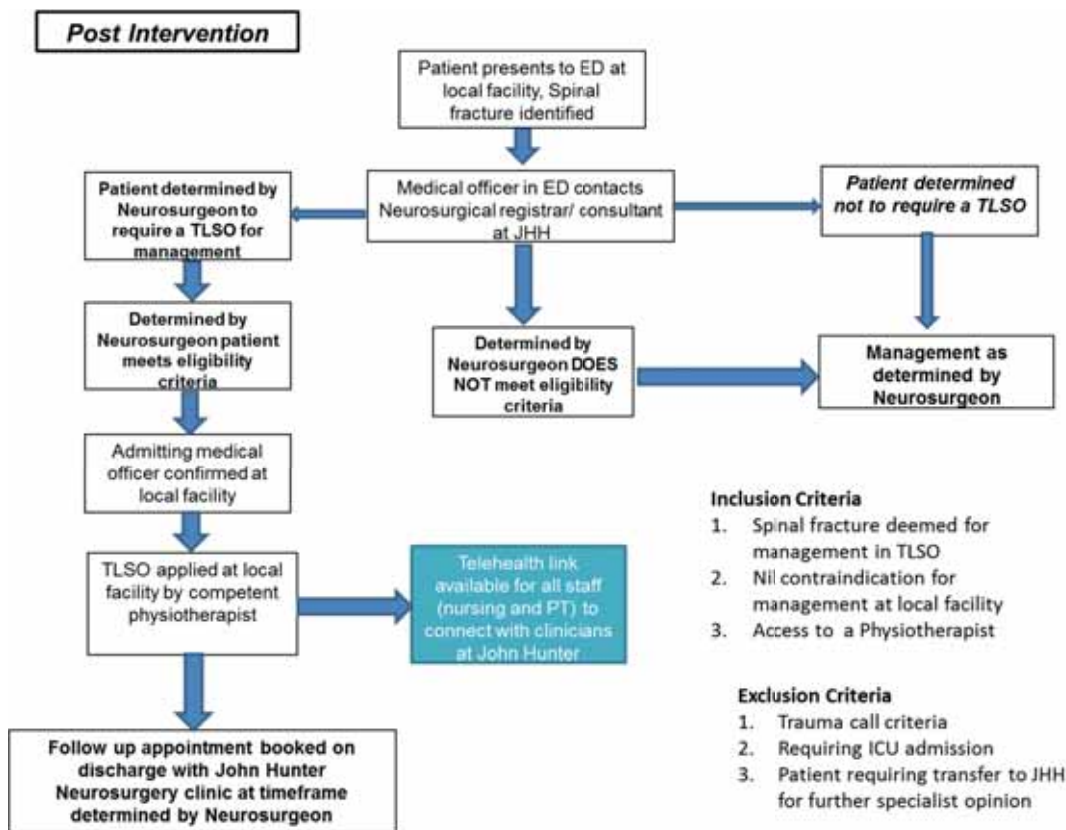 Post Intervention
Patient presents to ED at
local facility, Spinal
fracture identified
Medical officer in ED contacts
Neurosurgical registrar/ consultant
at JHH
Patient determined by
Neurosurgeon to
require a TLSO for
management
Patient determined
not to require a TLSO
Determined by
Neurosurgeon patient
meets eligibility
criteria
Determined by
Neurosurgeon DOES
NOT meet eligibility
criteria
Management as
determined by
Neurosurgeon
Admitting medical
officer confirmed at
local facility
TLSO applied at local
facility by competent
physiotherapist
Telehealth link
available for all staff
(nursing and PT) to
connect with clinicians
at John Hunter
Follow up appointment booked on
discharge with John Hunter
Neurosurgery clinic at timeframe
determined by Neurosurgeon
Inclusion Criteria
1. Spinal fracture deemed for
management in TLSO
2. Nil contraindication for
management at local facility
3. Access to a Physiotherapist
Exclusion Criteria
1. Trauma call criteria
2. Requiring ICU admission
3. Patient requiring transfer to JHH
for further specialist opinion